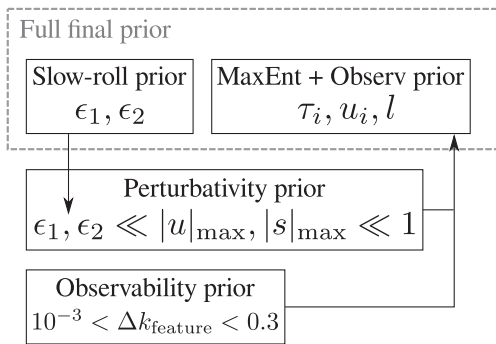 Full final prior
Slow-roll prior
ϵ₁, ϵ₂
MaxEnt + Observ prior
τᵢ, uᵢ, l
Perturbativity prior
ϵ₁, ϵ₂ ≪ |u|max, |s|max ≪ 1
Observability prior
10⁻³ < Δk_feature < 0.3